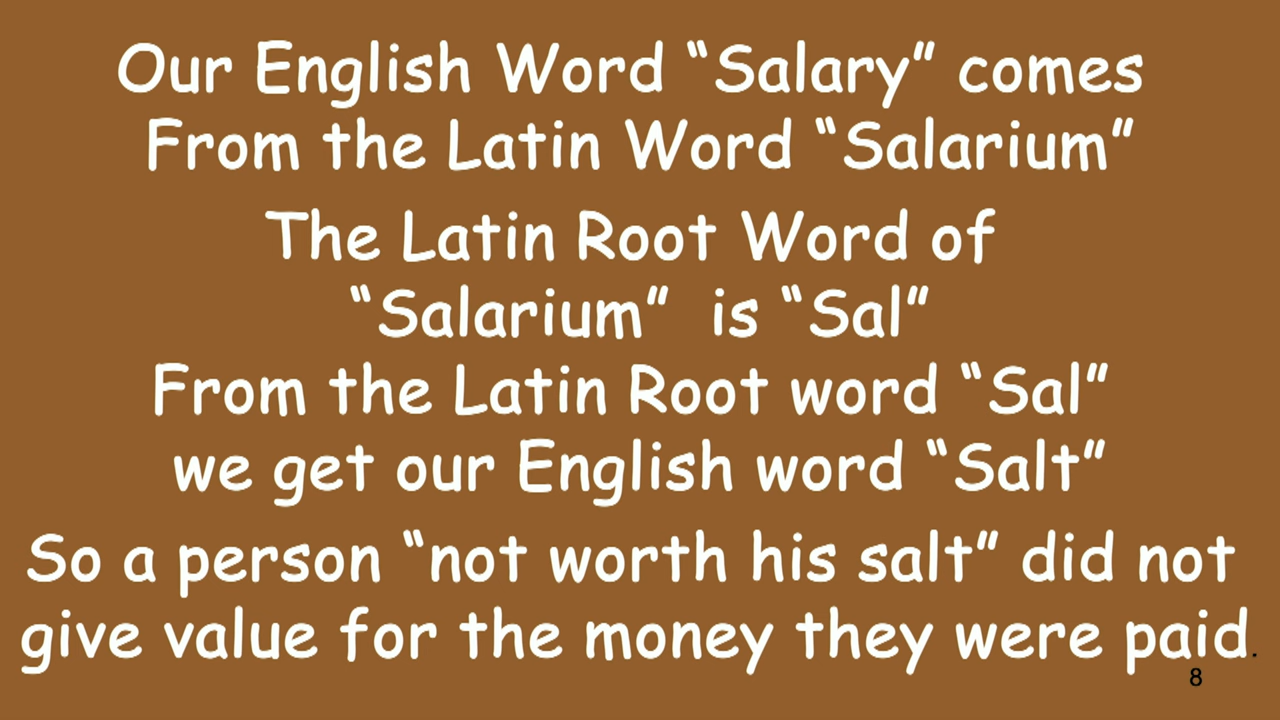 Our English Word “Salary” comes
From the Latin Word “Salarium”
The Latin Root Word of
“Salarium” is “Sal”
From the Latin Root word “Sal”
we get our English word “Salt”
So a person “not worth his salt” did not
give value for the money they were paid.
8